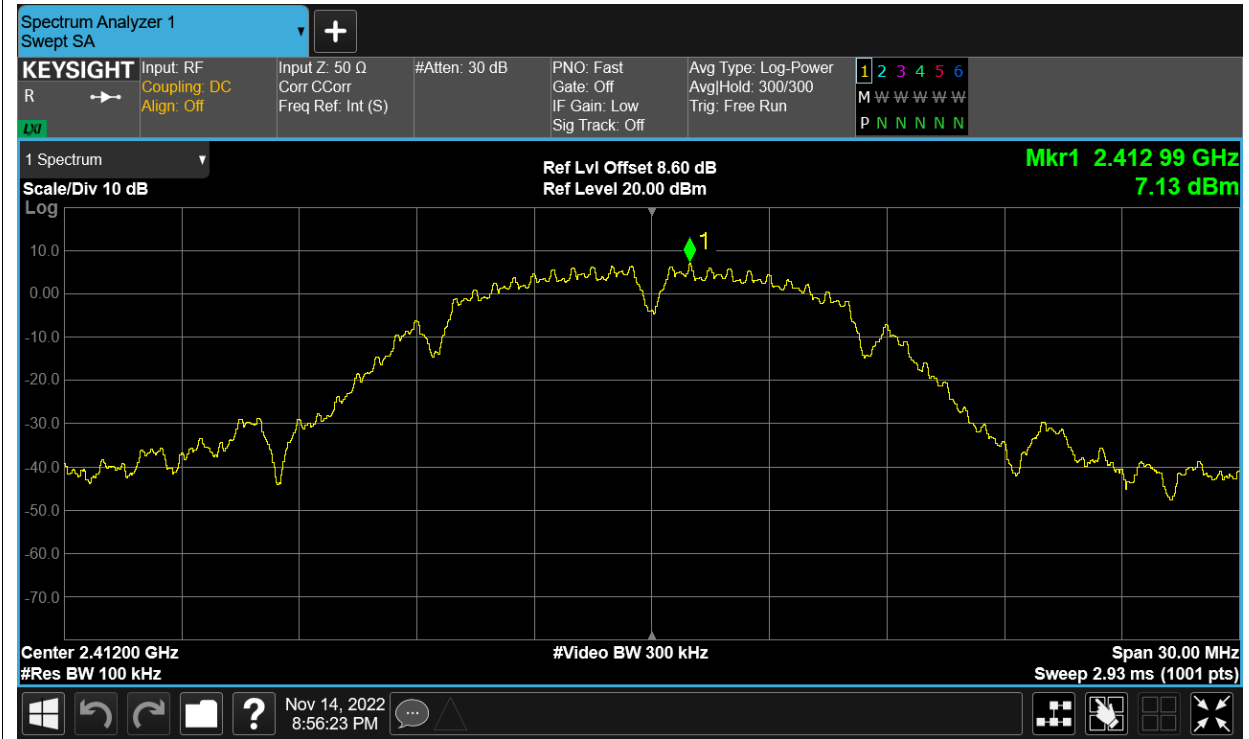 Spectrum Analyzer 1
Swept SA
KEYSIGHT
R
LXI
Input: RF
Coupling: DC
Align: Off
Input Z: 50 Ω
Corr CCorr
Freq Ref: Int (S)
#Atten: 30 dB
PNO: Fast
Gate: Off
IF Gain: Low
Sig Track: Off
Avg Type: Log-Power
Avg|Hold: 300/300
Trig: Free Run
1 2 3 4 5 6
M W W W W W W
P N N N N N N
1 Spectrum
Scale/Div 10 dB
Ref Lvl Offset 8.60 dB
Ref Level 20.00 dBm
Mkr1 2.412 99 GHz
7.13 dBm
Log
1
10.0
0.00
-10.0
-20.0
-30.0
-40.0
-50.0
-60.0
-70.0
Center 2.41200 GHz
#Video BW 300 kHz
Span 30.00 MHz
#Res BW 100 kHz
Sweep 2.93 ms (1001 pts)
?
Nov 14, 2022
8:56:23 PM